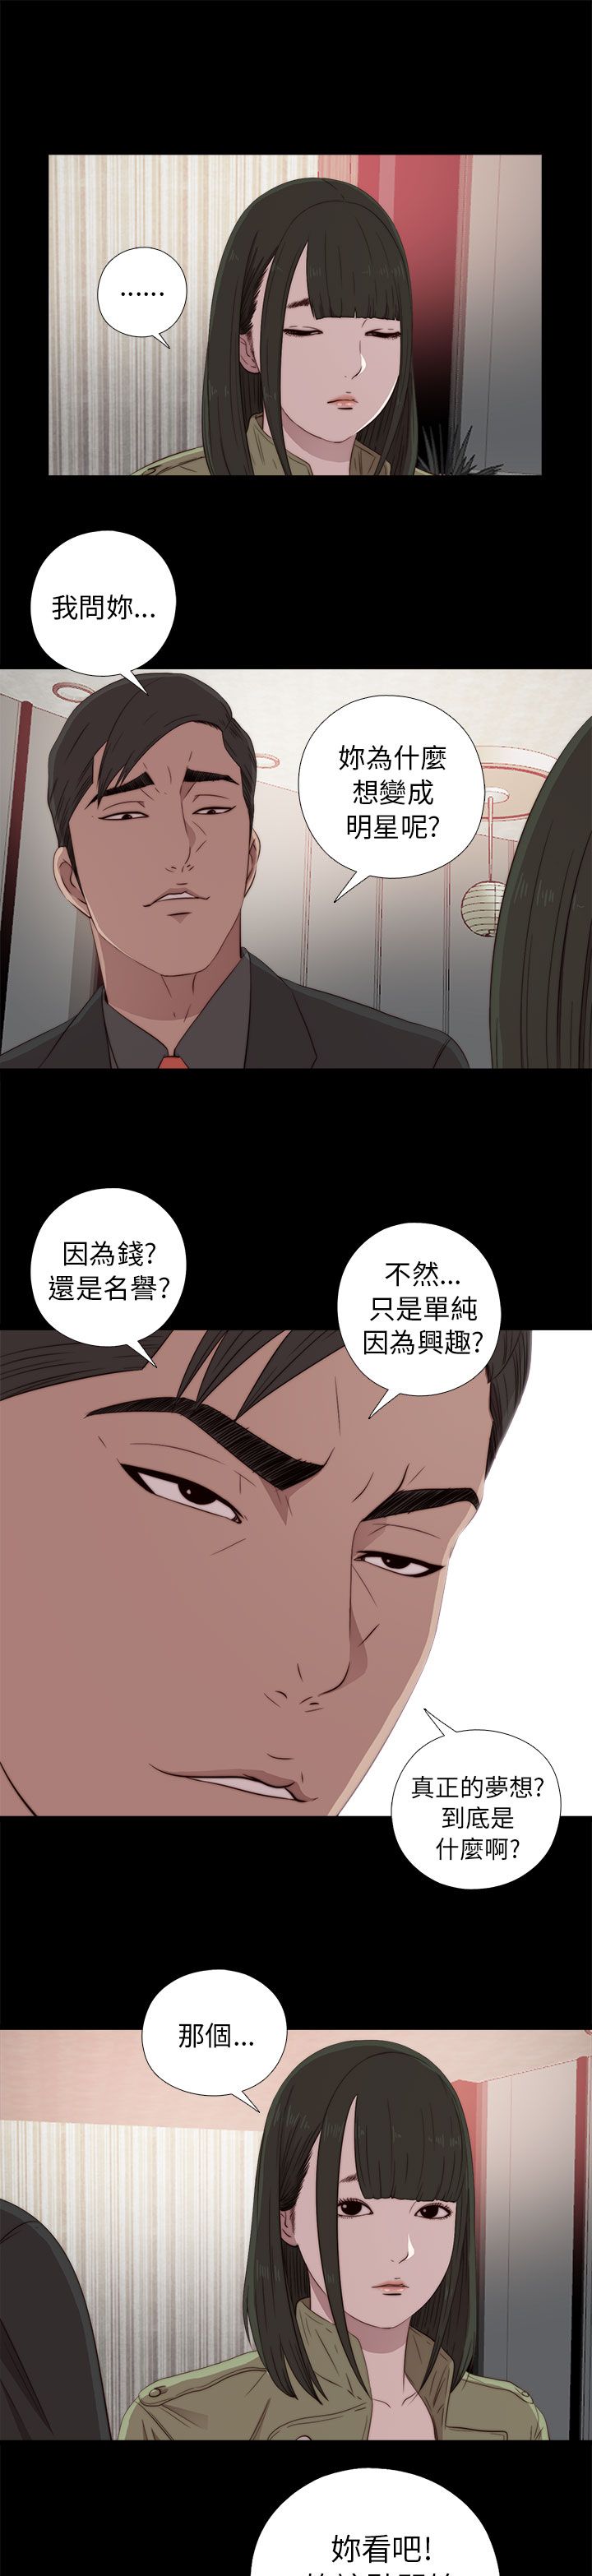 ……
我問妳…
妳為什麼
想變成
明星呢?
因為錢?
還是名譽?
不然...
只是單純
因為興趣?
真正的夢想?
到底是
什麼啊?
那個...
妳看吧!